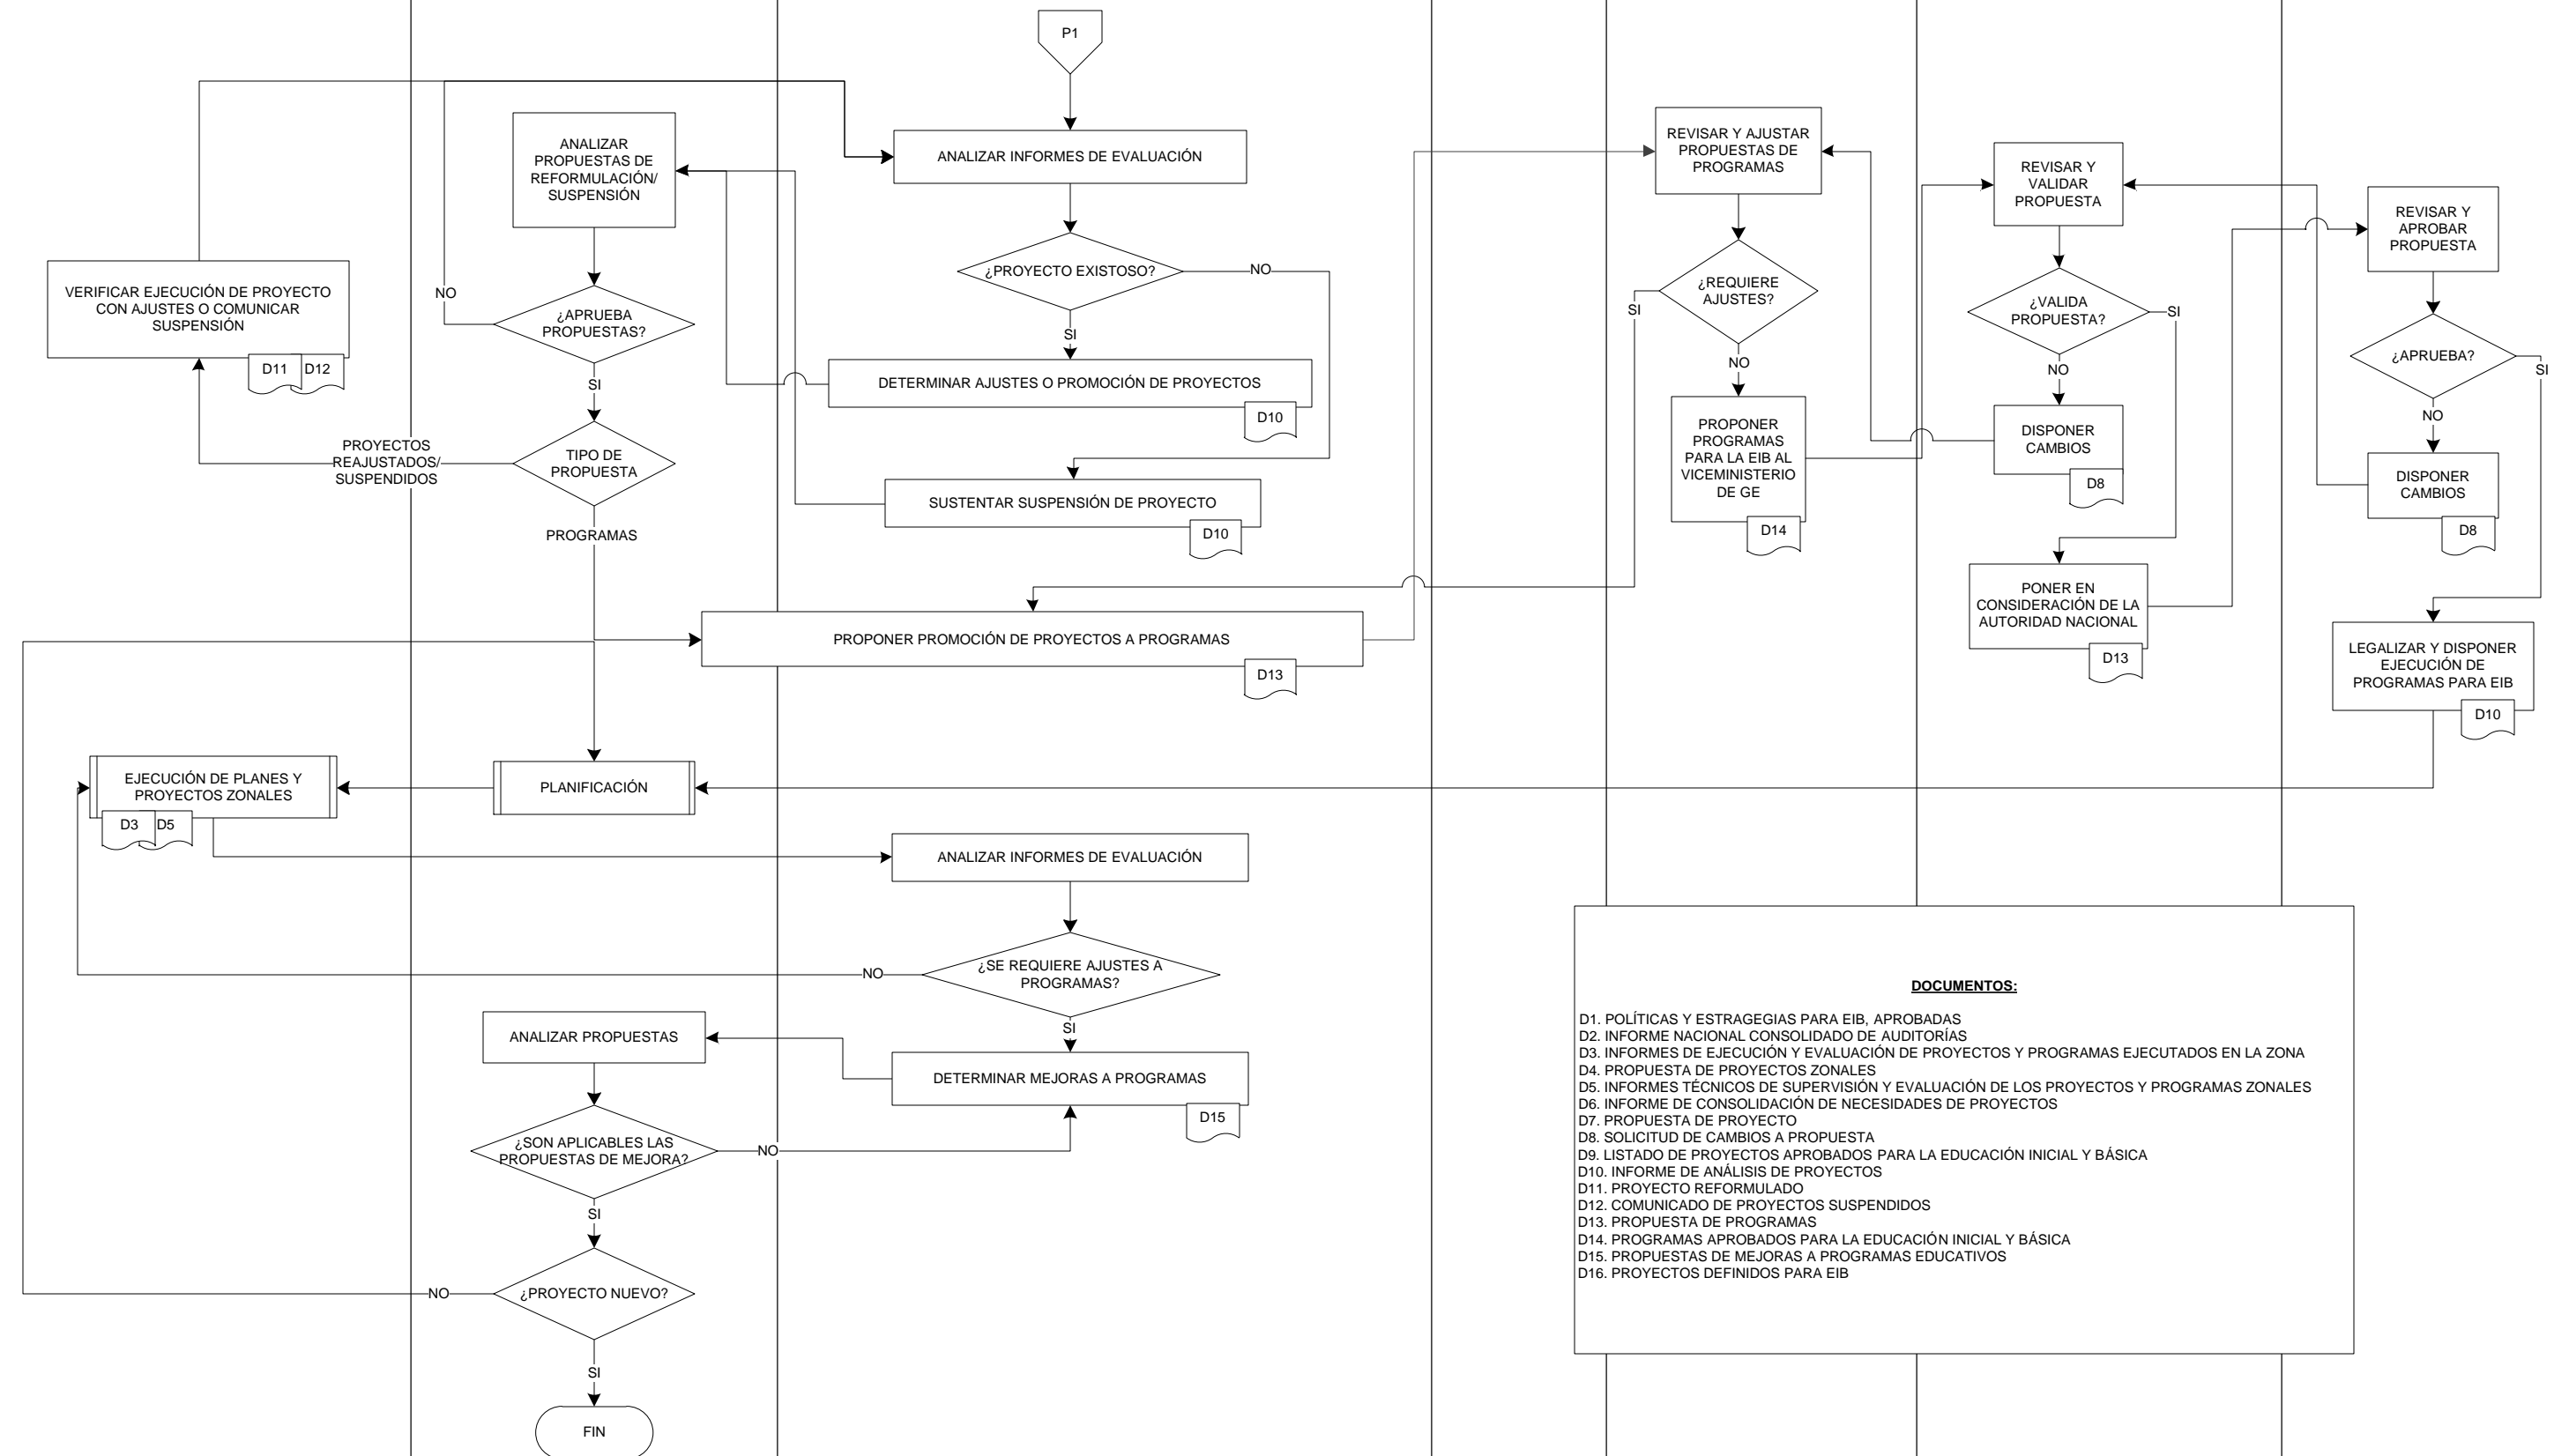 P1
ANALIZAR INFORMES DE EVALUACIÓN
¿PROYECTO EXISTOSO?
NO
SI
DETERMINAR AJUSTES O PROMOCIÓN DE PROYECTOS
D10
SUSTENTAR SUSPENSIÓN DE PROYECTO
D10
ANALIZAR
PROPUESTAS DE
REFORMULACIÓN/
SUSPENSIÓN
¿APRUEBA
PROPUESTAS?
NO
SI
TIPO DE
PROPUESTA
PROYECTOS
REAJUSTADOS/
SUSPENDIDOS
PROGRAMAS
VERIFICAR EJECUCIÓN DE PROYECTO
CON AJUSTES O COMUNICAR
SUSPENSIÓN
D11
D12
PROPONER PROMOCIÓN DE PROYECTOS A PROGRAMAS
D13
REVISAR Y AJUSTAR
PROPUESTAS DE
PROGRAMAS
¿REQUIERE
AJUSTES?
SI
NO
PROPONER
PROGRAMAS
PARA LA EIB AL
VICEMINISTERIO
DE GE
D14
REVISAR Y
VALIDAR
PROPUESTA
¿VALIDA
PROPUESTA?
SI
NO
DISPONER
CAMBIOS
D8
PONER EN
CONSIDERACIÓN DE LA
AUTORIDAD NACIONAL
D13
REVISAR Y
APROBAR
PROPUESTA
¿APRUEBA?
SI
NO
DISPONER
CAMBIOS
D8
LEGALIZAR Y DISPONER
EJECUCIÓN DE
PROGRAMAS PARA EIB
D10
EJECUCIÓN DE PLANES Y
PROYECTOS ZONALES
D3
D5
PLANIFICACIÓN
ANALIZAR INFORMES DE EVALUACIÓN
¿SE REQUIERE AJUSTES A
PROGRAMAS?
NO
SI
DETERMINAR MEJORAS A PROGRAMAS
D15
ANALIZAR PROPUESTAS
¿SON APLICABLES LAS
PROPUESTAS DE MEJORA?
NO
SI
¿PROYECTO NUEVO?
NO
SI
FIN
DOCUMENTOS:
D1. POLÍTICAS Y ESTRAGEGIAS PARA EIB, APROBADAS
D2. INFORME NACIONAL CONSOLIDADO DE AUDITORÍAS
D3. INFORMES DE EJECUCIÓN Y EVALUACIÓN DE PROYECTOS Y PROGRAMAS EJECUTADOS EN LA ZONA
D4. PROPUESTA DE PROYECTOS ZONALES
D5. INFORMES TÉCNICOS DE SUPERVISIÓN Y EVALUACIÓN DE LOS PROYECTOS Y PROGRAMAS ZONALES
D6. INFORME DE CONSOLIDACIÓN DE NECESIDADES DE PROYECTOS
D7. PROPUESTA DE PROYECTO
D8. SOLICITUD DE CAMBIOS A PROPUESTA
D9. LISTADO DE PROYECTOS APROBADOS PARA LA EDUCACIÓN INICIAL Y BÁSICA
D10. INFORME DE ANÁLISIS DE PROYECTOS
D11. PROYECTO REFORMULADO
D12. COMUNICADO DE PROYECTOS SUSPENDIDOS
D13. PROPUESTA DE PROGRAMAS
D14. PROGRAMAS APROBADOS PARA LA EDUCACIÓN INICIAL Y BÁSICA
D15. PROPUESTAS DE MEJORAS A PROGRAMAS EDUCATIVOS
D16. PROYECTOS DEFINIDOS PARA EIB